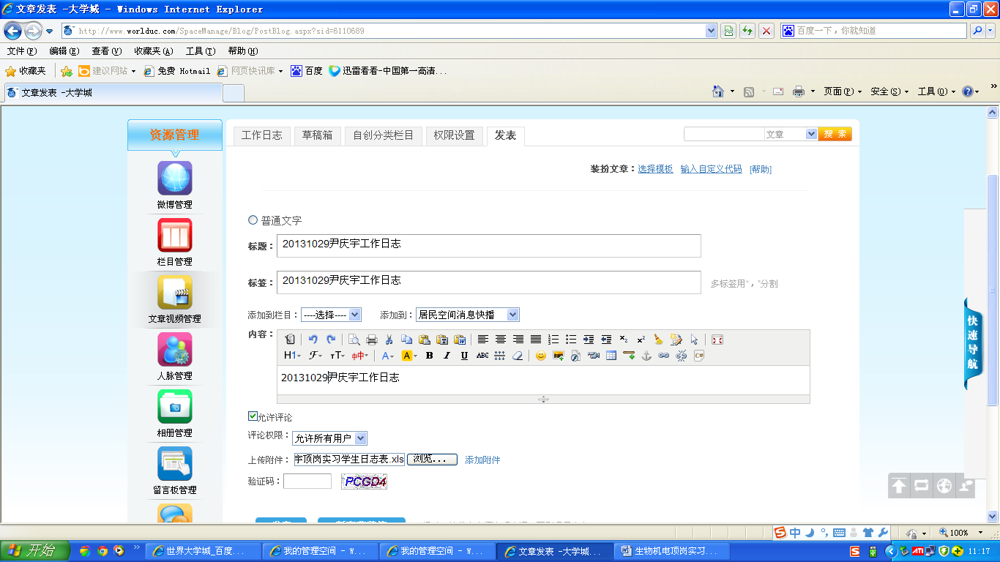 文章发表 -大学城 - Windows Internet Explorer
http://www.worlduc.com/SpaceManage/Blog/PostBlog.aspx?sid=6110689
百度一下，你就知道
文件(F) 编辑(E) 查看(V) 收藏夹(A) 工具(T) 帮助(H)
收藏夹 建议网站 免费 Hotmail 网页快讯库 百度 迅雷看看-中国第一高清...
文章发表 -大学城
页面(P) 安全(S) 工具(O)
资源管理
微博管理
栏目管理
文章视频管理
人脉管理
相册管理
留言板管理
工作日志 草稿箱 自创分类栏目 权限设置 发表
文章 搜 索
装扮文章：选择模板 输入自定义代码 [帮助]
普通文字
标题： 20131029尹庆宇工作日志
标签： 20131029尹庆宇工作日志 多标签用"，"分割
添加到栏目： ----选择---- 添加到： 居民空间消息快播
内容：
H1 F TT 中中 A A B I U ABC C#
20131029尹庆宇工作日志
允许评论
评论权限： 允许所有用户
上传附件： 宇顶岗实习学生日志表.xls 浏览... 添加附件
验证码： PCGD4
快速导航
中
100%
开始 世界大学城_百度... 我的管理空间 - W... 我的管理空间 - W... 文章发表 -大学城... 生物机电顶岗实习... 11:17